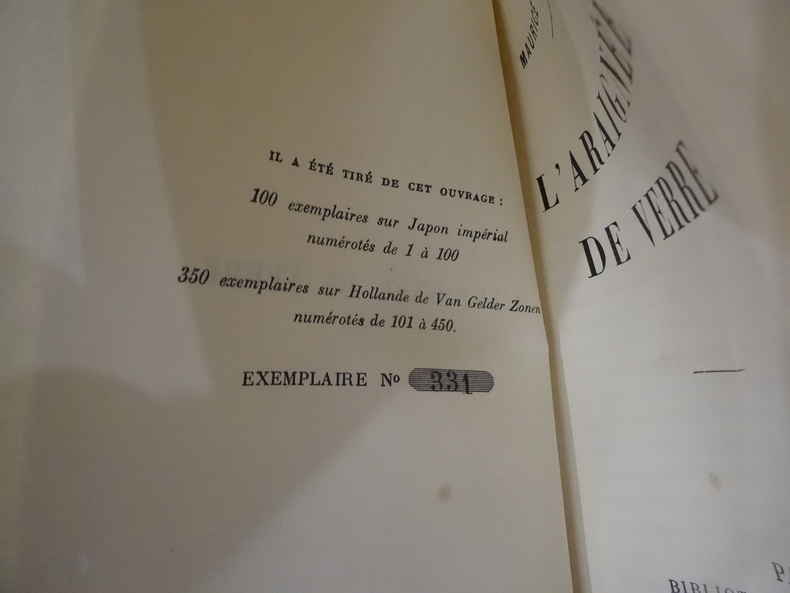 IL A ÉTÉ TIRÉ DE CET OUVRAGE :
100 exemplaires sur Japon impérial
numérotés de 1 à 100
350 exemplaires sur Hollande de Van Gelder Zonen
numérotés de 101 à 450.
EXEMPLAIRE No 331
MAURICE
L'ARAIGNÉE
DE VERRE